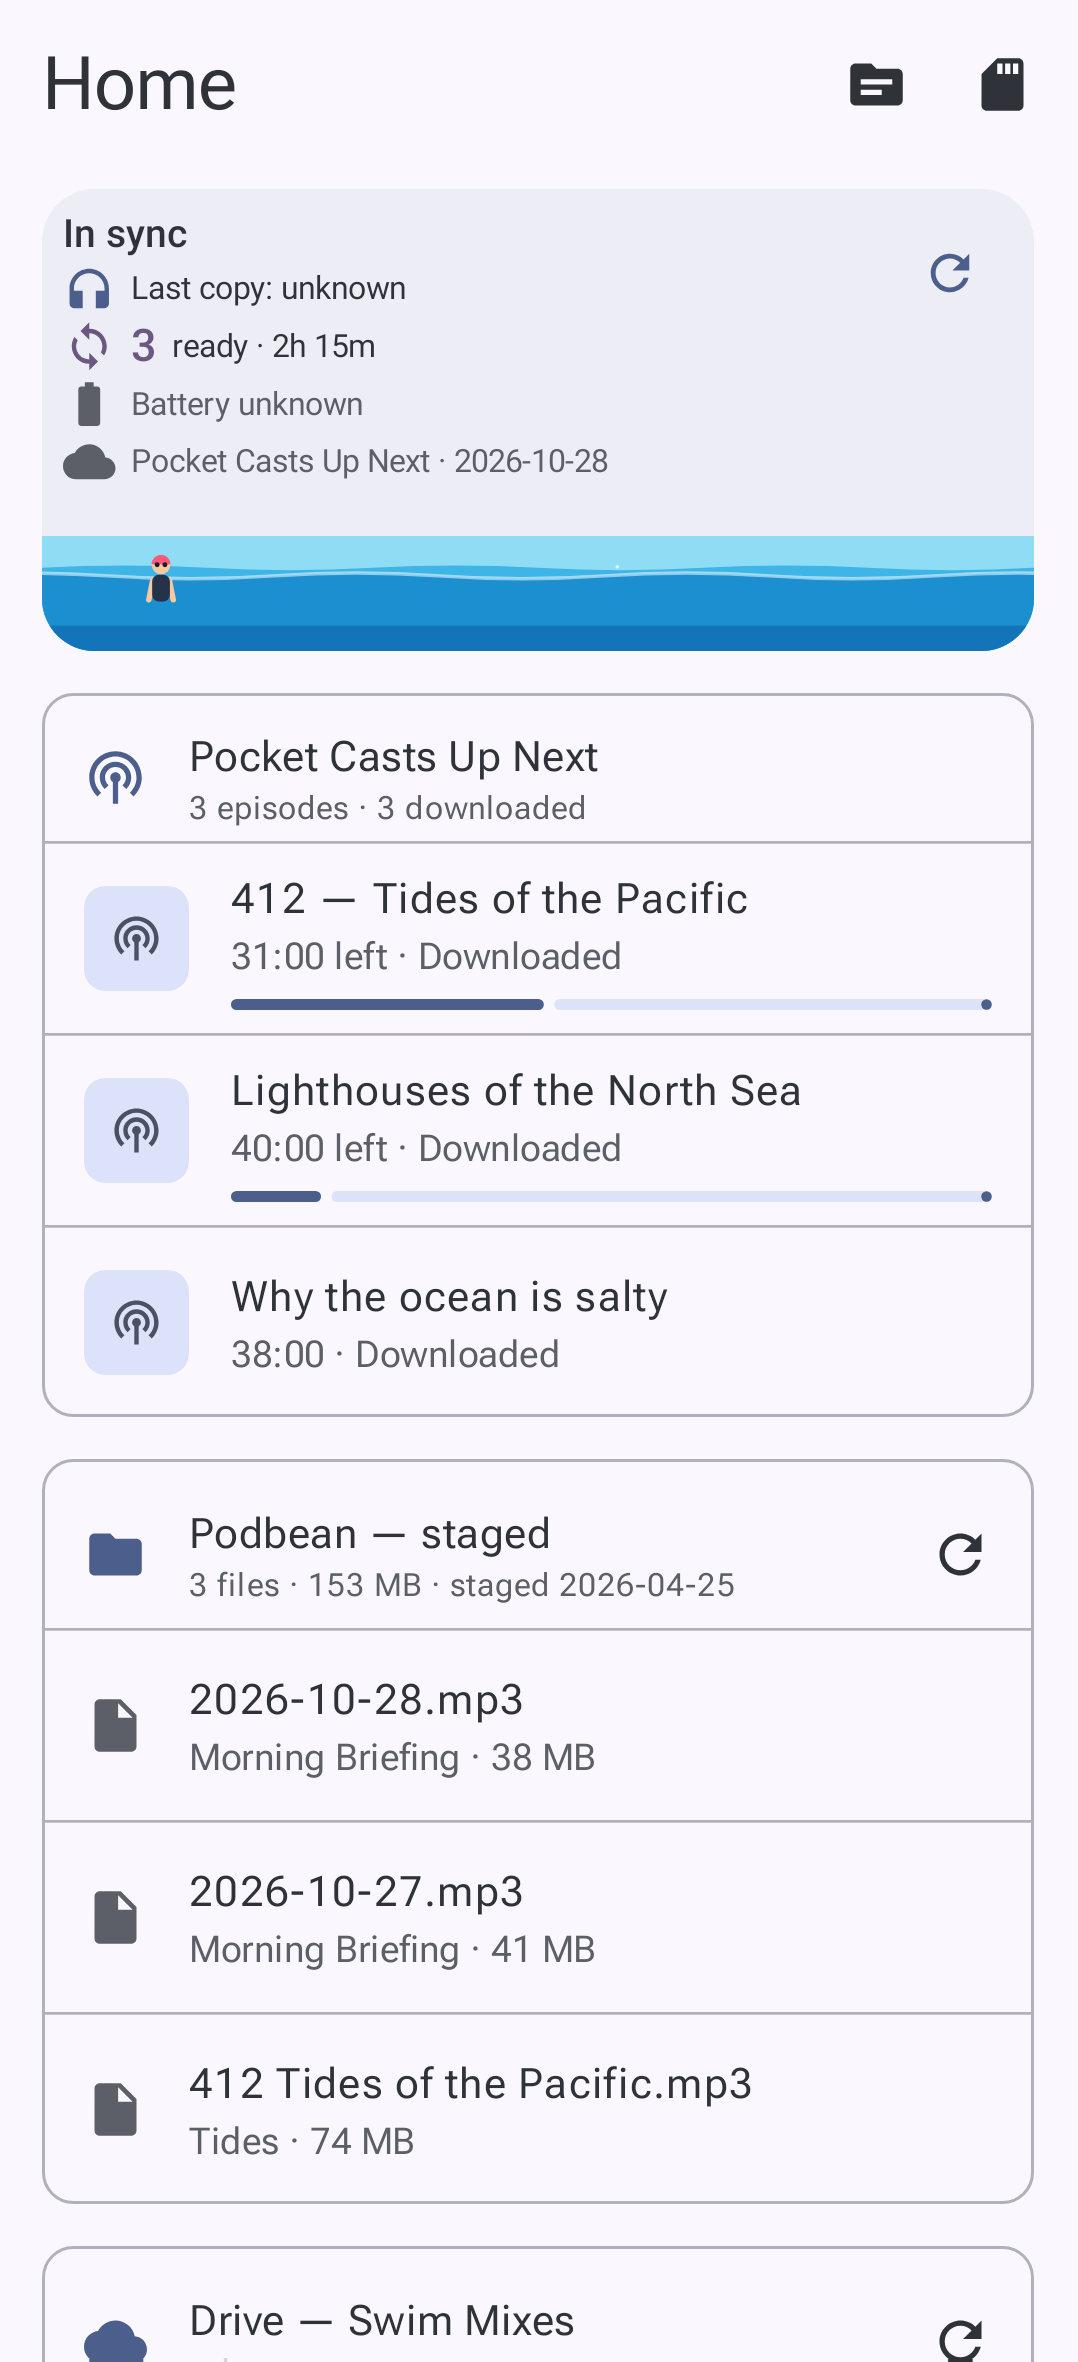 Home
In sync
Last copy: unknown
3 ready · 2h 15m
Battery unknown
Pocket Casts Up Next · 2026-10-28
Pocket Casts Up Next
3 episodes · 3 downloaded
412 — Tides of the Pacific
31:00 left · Downloaded
Lighthouses of the North Sea
40:00 left · Downloaded
Why the ocean is salty
38:00 · Downloaded
Podbean — staged
3 files · 153 MB · staged 2026-04-25
2026-10-28.mp3
Morning Briefing · 38 MB
2026-10-27.mp3
Morning Briefing · 41 MB
412 Tides of the Pacific.mp3
Tides · 74 MB
Drive — Swim Mixes